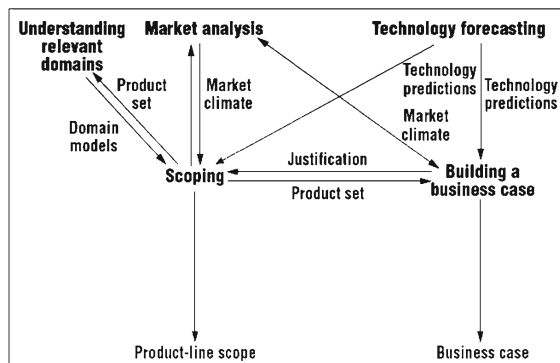 Understanding
relevant
domains
Market analysis
Technology forecasting
Product
set
Market
climate
Technology
predictions
Technology
predictions
Domain
models
Market
climate
Justification
Scoping
Building a
business case
Product set
Product-line scope
Business case